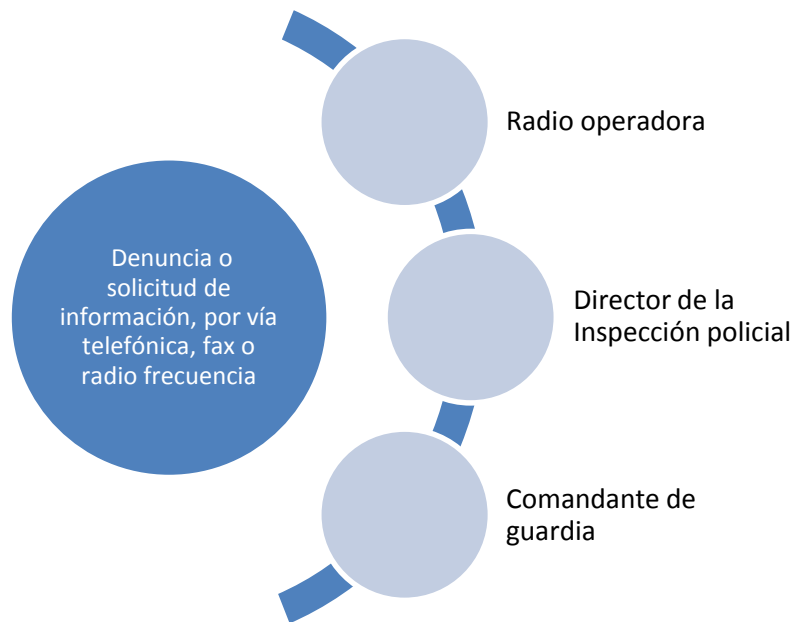 Denuncia o
solicitud de
información, por vía
telefónica, fax o
radio frecuencia
Radio operadora
Director de la
Inspección policial
Comandante de
guardia